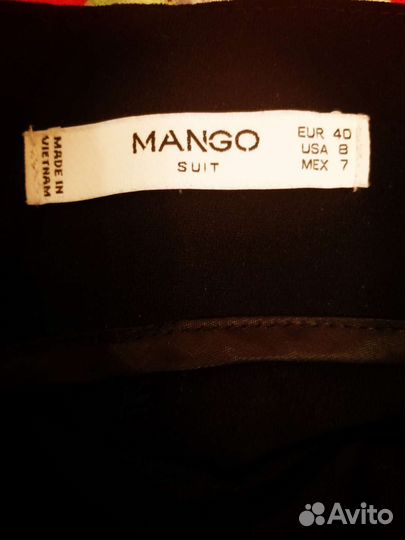 MADE IN
VIETNAM
MANGO
SUIT
EUR 40
USA 8
MEX 7
Avito